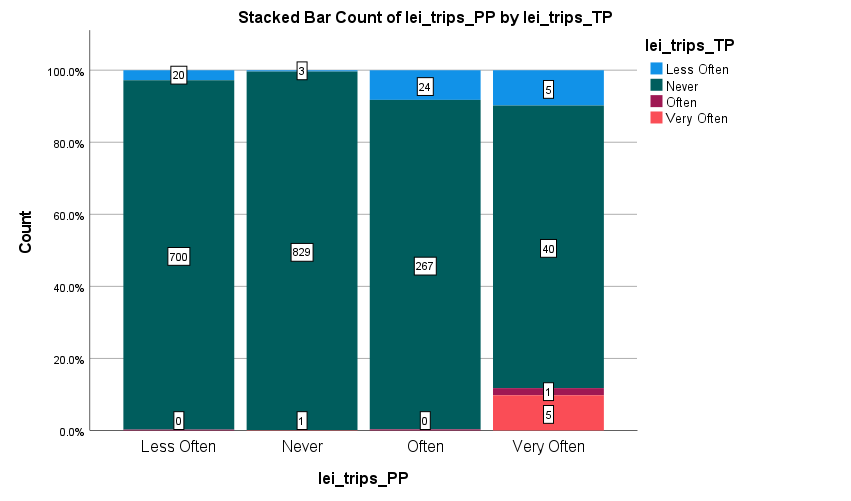 Stacked Bar Count of lei_trips_PP by lei_trips_TP
lei_trips_TP
Less Often
Never
Often
Very Often
Count
100.0%
80.0%
60.0%
40.0%
20.0%
0.0%
20
3
24
5
700
829
267
40
0
1
0
1
5
Less Often
Never
Often
Very Often
lei_trips_PP